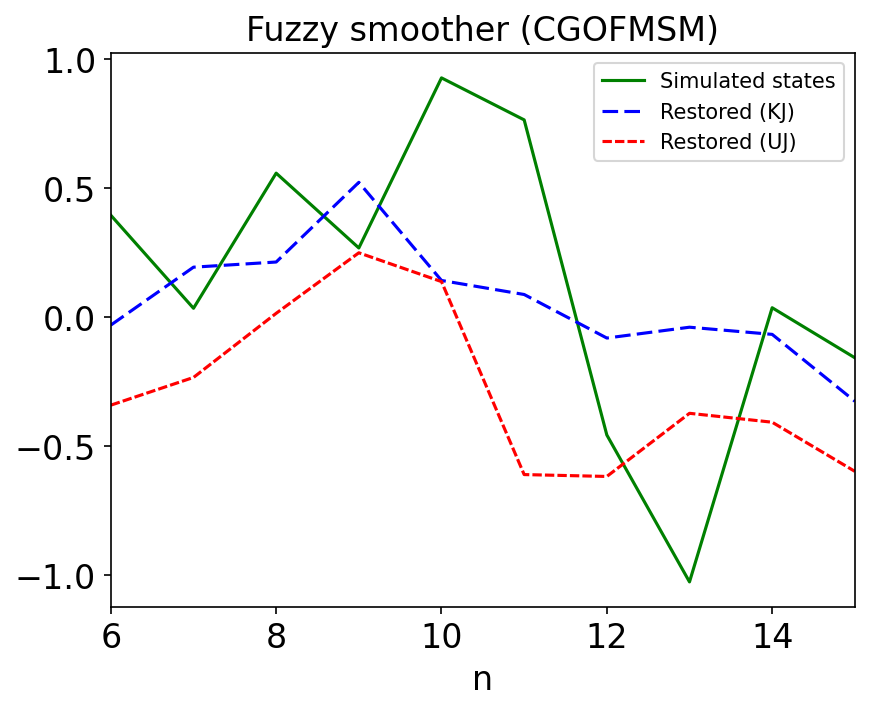 Fuzzy smoother (CGOFMSM)
Simulated states
Restored (KJ)
Restored (UJ)
1.0
0.5
0.0
−0.5
−1.0
6 8 10 12 14
n